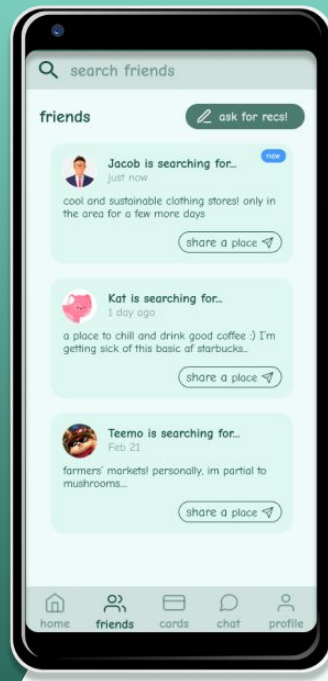 search friends
friends
ask for recs!
Jacob is searching for...
new
just now
cool and sustainable clothing stores! only in
the area for a few more days
share a place
Kat is searching for...
1 day ago
a place to chill and drink good coffee :) I'm
getting sick of this basic af starbucks...
share a place
Teemo is searching for...
Feb 21
farmers' markets! personally, im partial to
mushrooms...
share a place
home friends cards chat profile